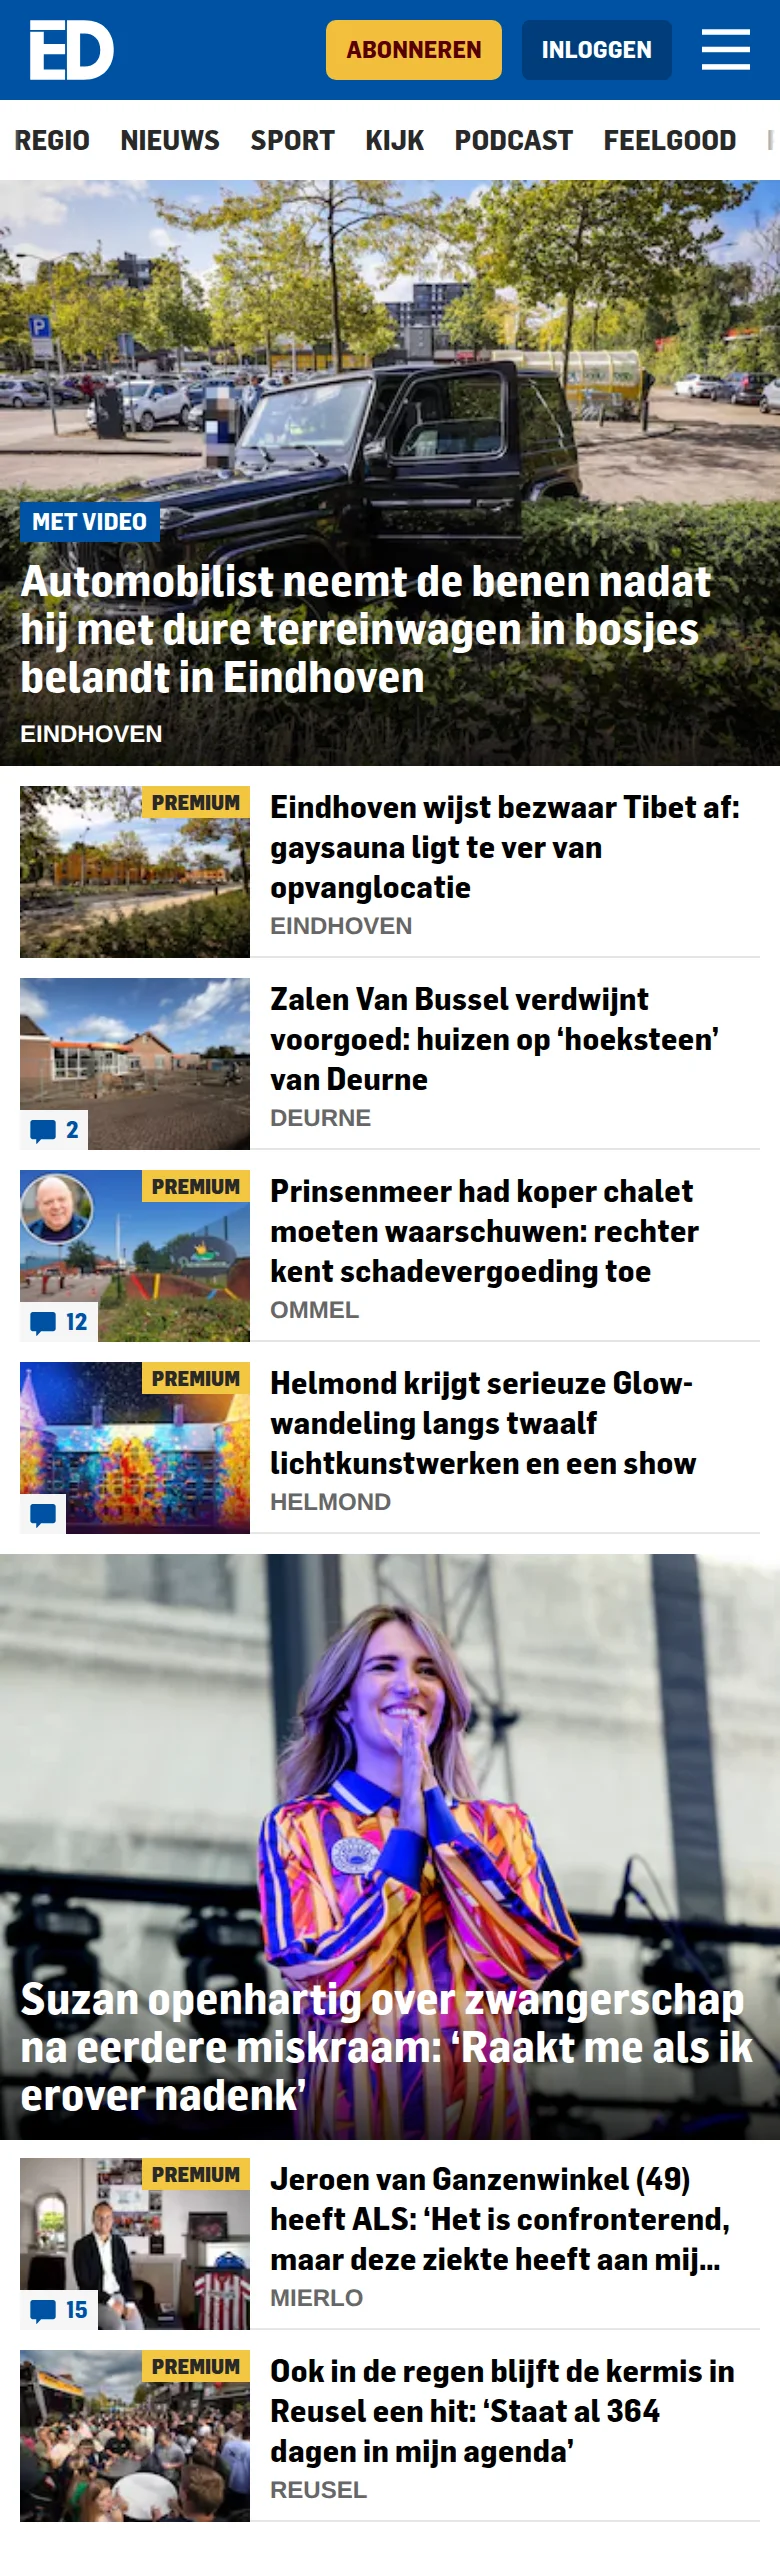 ED
ABONNEREN
INLOGGEN
REGIO NIEUWS SPORT KIJK PODCAST FEELGOOD
P
MET VIDEO
Automobilist neemt de benen nadat
hij met dure terreinwagen in bosjes
belandt in Eindhoven
EINDHOVEN
PREMIUM
Eindhoven wijst bezwaar Tibet af:
gaysauna ligt te ver van
opvanglocatie
EINDHOVEN
Zalen Van Bussel verdwijnt
voorgoed: huizen op ‘hoeksteen’
van Deurne
DEURNE
2
PREMIUM
Prinsenmeer had koper chalet
moeten waarschuwen: rechter
kent schadevergoeding toe
OMMEL
12
PREMIUM
Helmond krijgt serieuze Glow-
wandeling langs twaalf
lichtkunstwerken en een show
HELMOND
Suzan openhartig over zwangerschap
na eerdere miskraam: ‘Raakt me als ik
erover nadenk’
PREMIUM
Jeroen van Ganzenwinkel (49)
heeft ALS: ‘Het is confronterend,
maar deze ziekte heeft aan mij...
MIERLO
15
PREMIUM
Ook in de regen blijft de kermis in
Reusel een hit: ‘Staat al 364
dagen in mijn agenda’
REUSEL